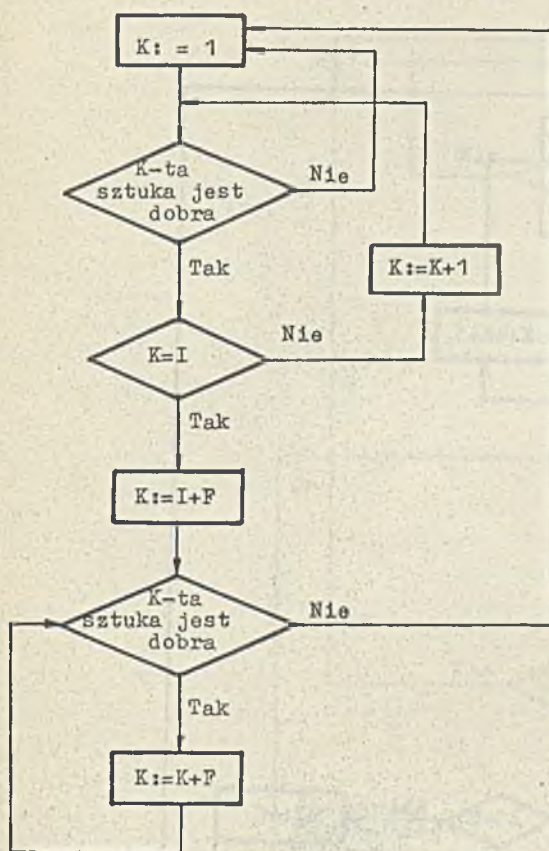 K: = 1
K-ta
sztuka jest
dobra
Nie
Tak
K:=K+1
K=I
Nie
Tak
K:=I+F
K-ta
sztuka jest
dobra
Nie
Tak
K:=K+F